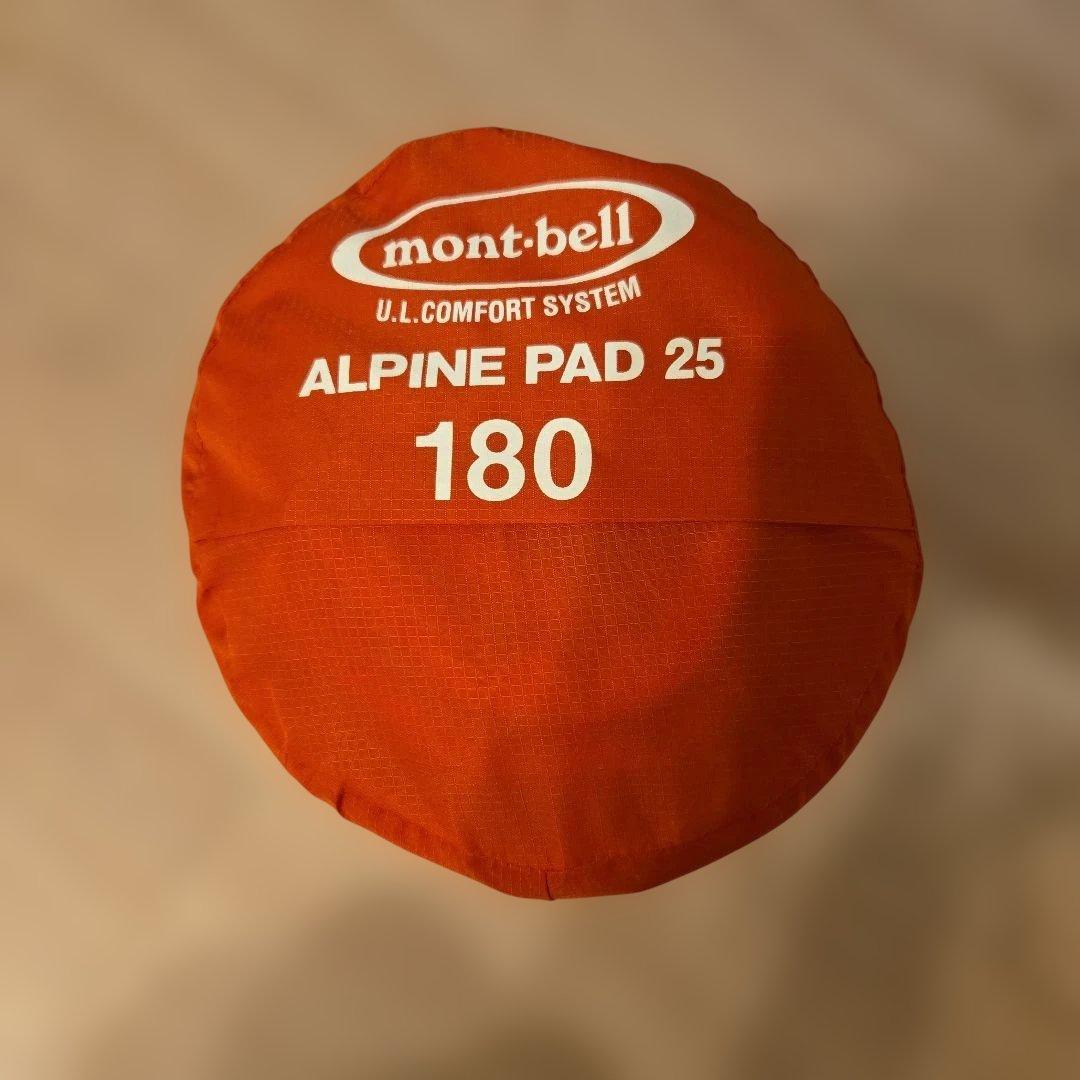 mont·bell
U.L.COMFORT SYSTEM
ALPINE PAD 25
180